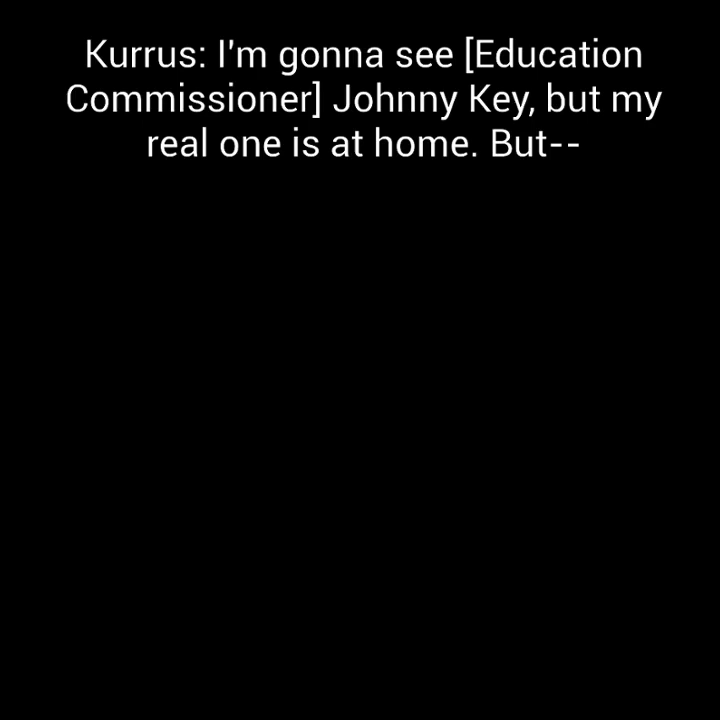 Kurrus: I'm gonna see [Education
Commissioner] Johnny Key, but my
real one is at home. But--